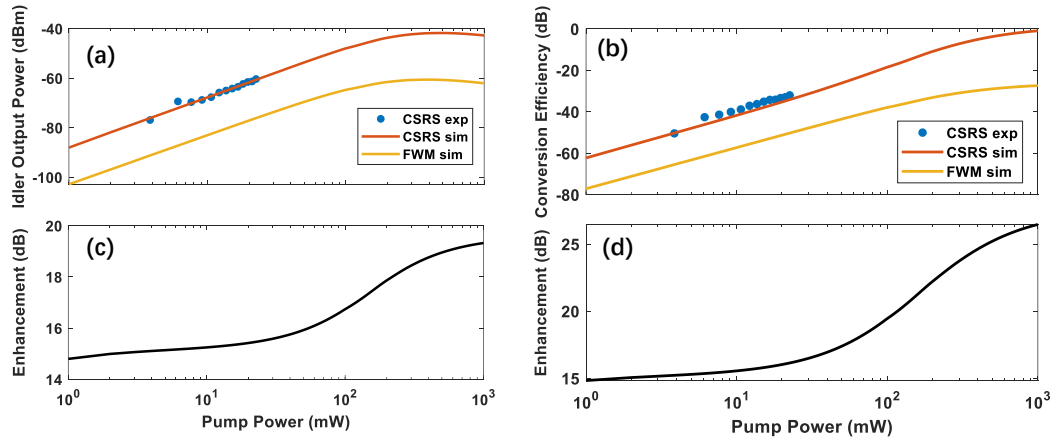 (a)
Idler Output Power (dBm)
-40
-60
-80
-100
CSRS exp
CSRS sim
FWM sim
(b)
Conversion Efficiency (dB)
0
-20
-40
-60
-80
CSRS exp
CSRS sim
FWM sim
(c)
Enhancement (dB)
20
18
16
14
10^0 10^1 10^2 10^3
Pump Power (mW)
(d)
Enhancement (dB)
25
20
15
10^0 10^1 10^2 10^3
Pump Power (mW)